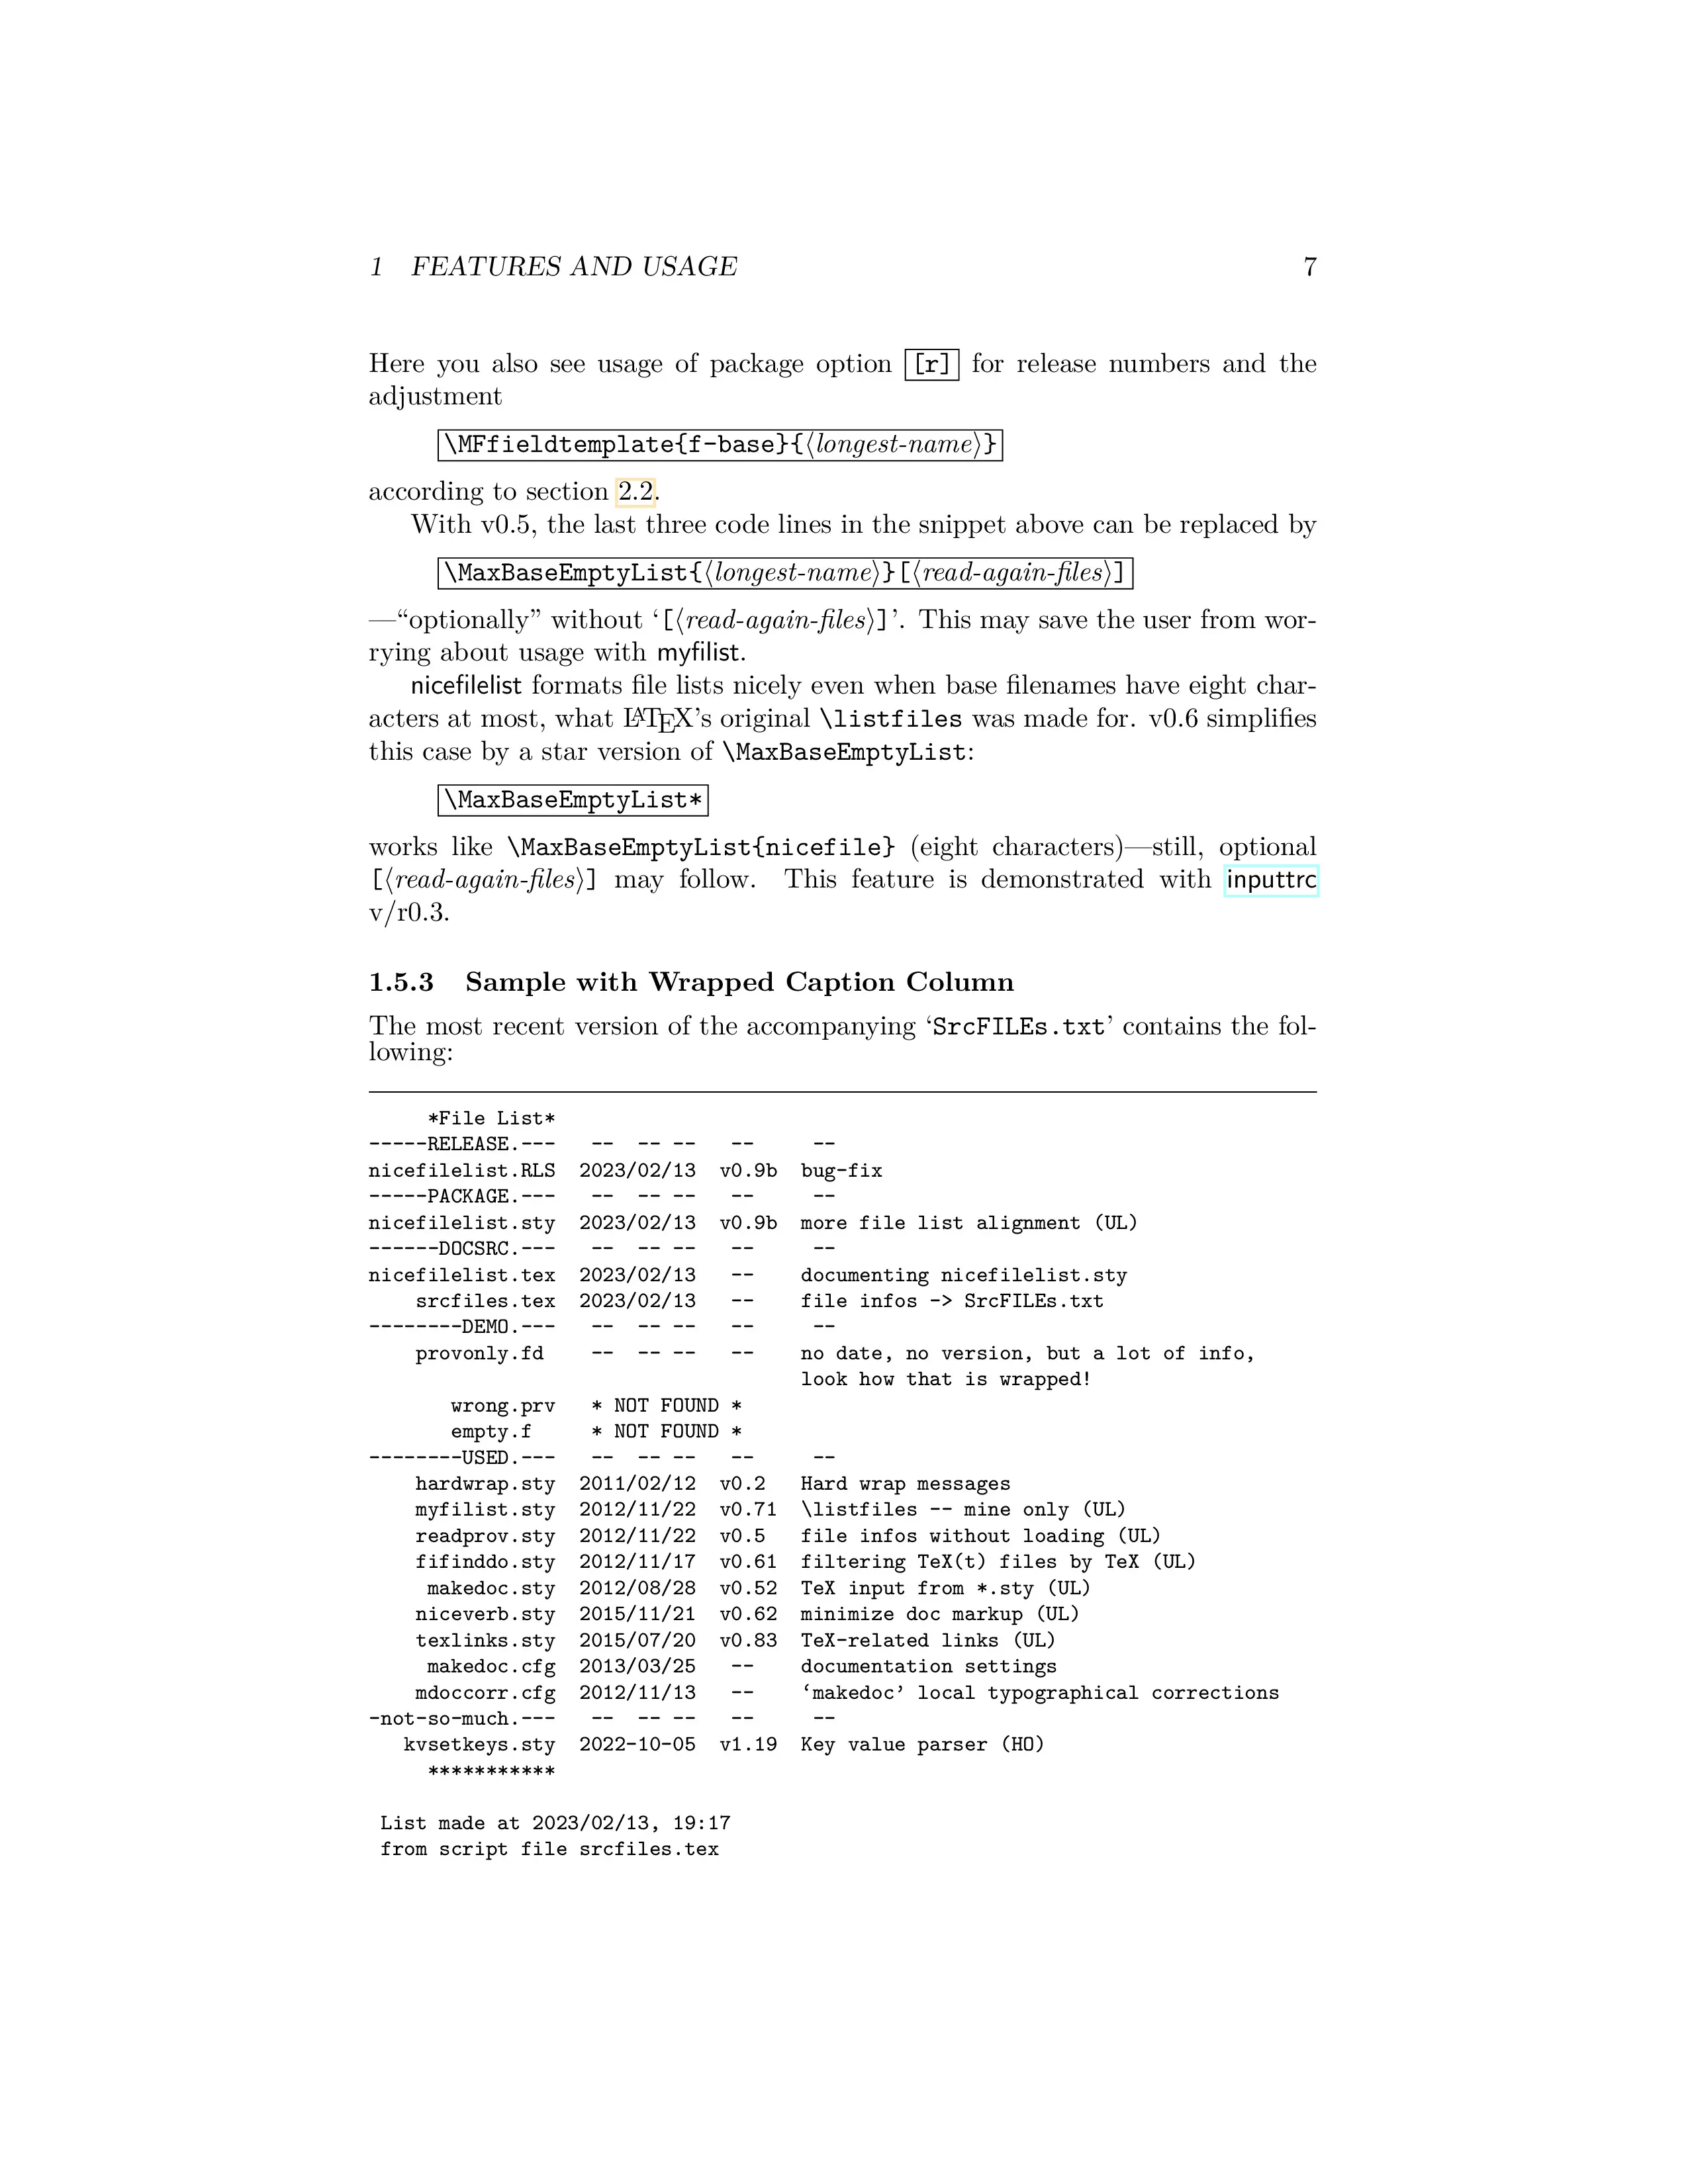 1 FEATURES AND USAGE 7
Here you also see usage of package option [r] for release numbers and the
adjustment
\MFfieldtemplate{f-base}{⟨longest-name⟩}
according to section 2.2.
With v0.5, the last three code lines in the snippet above can be replaced by
\MaxBaseEmptyList{⟨longest-name⟩}[⟨read-again-files⟩]
—“optionally” without ‘[⟨read-again-files⟩]’. This may save the user from wor-
rying about usage with myfilist.
nicefilelist formats file lists nicely even when base filenames have eight char-
acters at most, what LATEX’s original \listfiles was made for. v0.6 simplifies
this case by a star version of \MaxBaseEmptyList:
\MaxBaseEmptyList*
works like \MaxBaseEmptyList{nicefile} (eight characters)—still, optional
[⟨read-again-files⟩] may follow. This feature is demonstrated with inputtrc
v/r0.3.
1.5.3 Sample with Wrapped Caption Column
The most recent version of the accompanying ‘SrcFILEs.txt’ contains the fol-
lowing:
     *File List*
-----RELEASE.---   --  -- --   --     --
nicefilelist.RLS  2023/02/13  v0.9b  bug-fix
-----PACKAGE.---   --  -- --   --     --
nicefilelist.sty  2023/02/13  v0.9b  more file list alignment (UL)
------DOCSRC.---   --  -- --   --     --
nicefilelist.tex  2023/02/13   --    documenting nicefilelist.sty
    srcfiles.tex  2023/02/13   --    file infos -> SrcFILEs.txt
--------DEMO.---   --  -- --   --     --
    provonly.fd    --  -- --   --    no date, no version, but a lot of info,
                                     look how that is wrapped!
       wrong.prv   * NOT FOUND *
       empty.f     * NOT FOUND *
--------USED.---   --  -- --   --     --
    hardwrap.sty  2011/02/12  v0.2   Hard wrap messages
    myfilist.sty  2012/11/22  v0.71  \listfiles -- mine only (UL)
    readprov.sty  2012/11/22  v0.5   file infos without loading (UL)
    fifinddo.sty  2012/11/17  v0.61  filtering TeX(t) files by TeX (UL)
     makedoc.sty  2012/08/28  v0.52  TeX input from *.sty (UL)
    niceverb.sty  2015/11/21  v0.62  minimize doc markup (UL)
    texlinks.sty  2015/07/20  v0.83  TeX-related links (UL)
     makedoc.cfg  2013/03/25   --    documentation settings
    mdoccorr.cfg  2012/11/13   --    ‘makedoc’ local typographical corrections
-not-so-much.---   --  -- --   --     --
   kvsetkeys.sty  2022-10-05  v1.19  Key value parser (HO)
     ***********
 List made at 2023/02/13, 19:17
 from script file srcfiles.tex